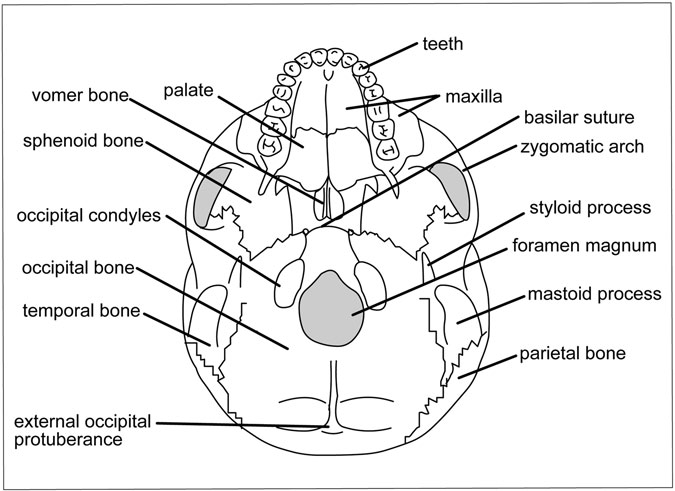 teeth
vomer bone
palate
maxilla
basilar suture
sphenoid bone
zygomatic arch
occipital condyles
styloid process
foramen magnum
occipital bone
mastoid process
temporal bone
parietal bone
external occipital
protuberance